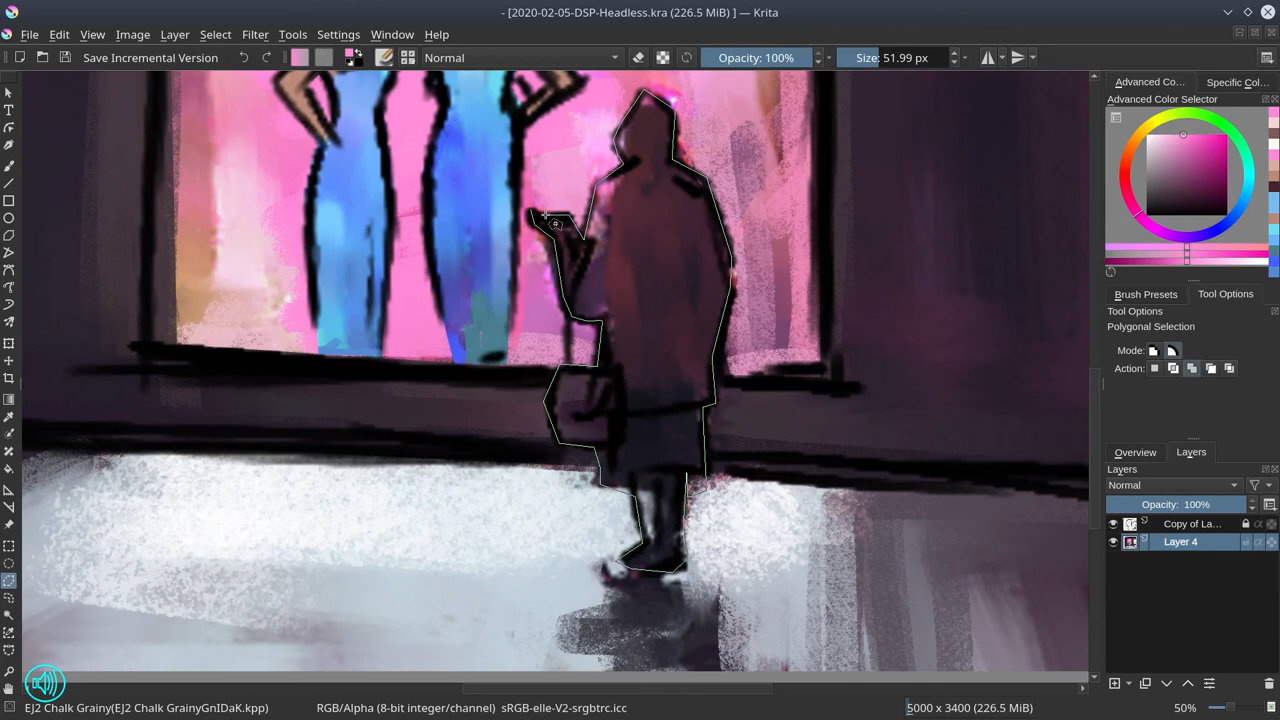 - [2020-02-05-DSP-Headless.kra (226.5 MiB) ] — Krita
File Edit View Image Layer Select Filter Tools Settings Window Help
Save Incremental Version Normal Opacity: 100% Size: 51.99 px
Advanced Co... Specific Col...
Advanced Color Selector
Brush Presets Tool Options
Tool Options
Polygonal Selection
Mode:
Action:
Overview Layers
Layers
Normal
Opacity: 100%
Copy of La...
Layer 4
EJ2 Chalk Grainy(EJ2 Chalk GrainyGnIDaK.kpp) RGB/Alpha (8-bit integer/channel) sRGB-elle-V2-srgbtrc.icc 5000 x 3400 (226.5 MiB) 50%